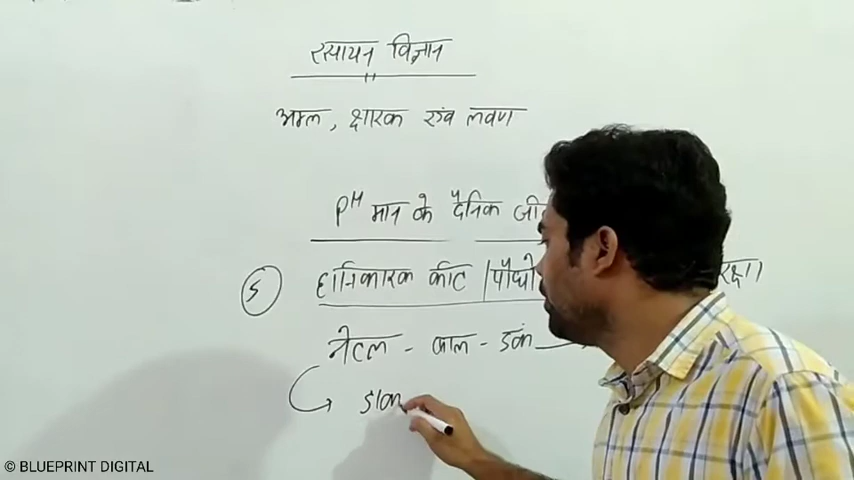 रसायन विज्ञान
अम्ल, क्षारक एवं लवण
PH मान के दैनिक
5 हानिकारक कीट / पौधो रक्षा
नेटल - बाल - डंक
डाक
© BLUEPRINT DIGITAL